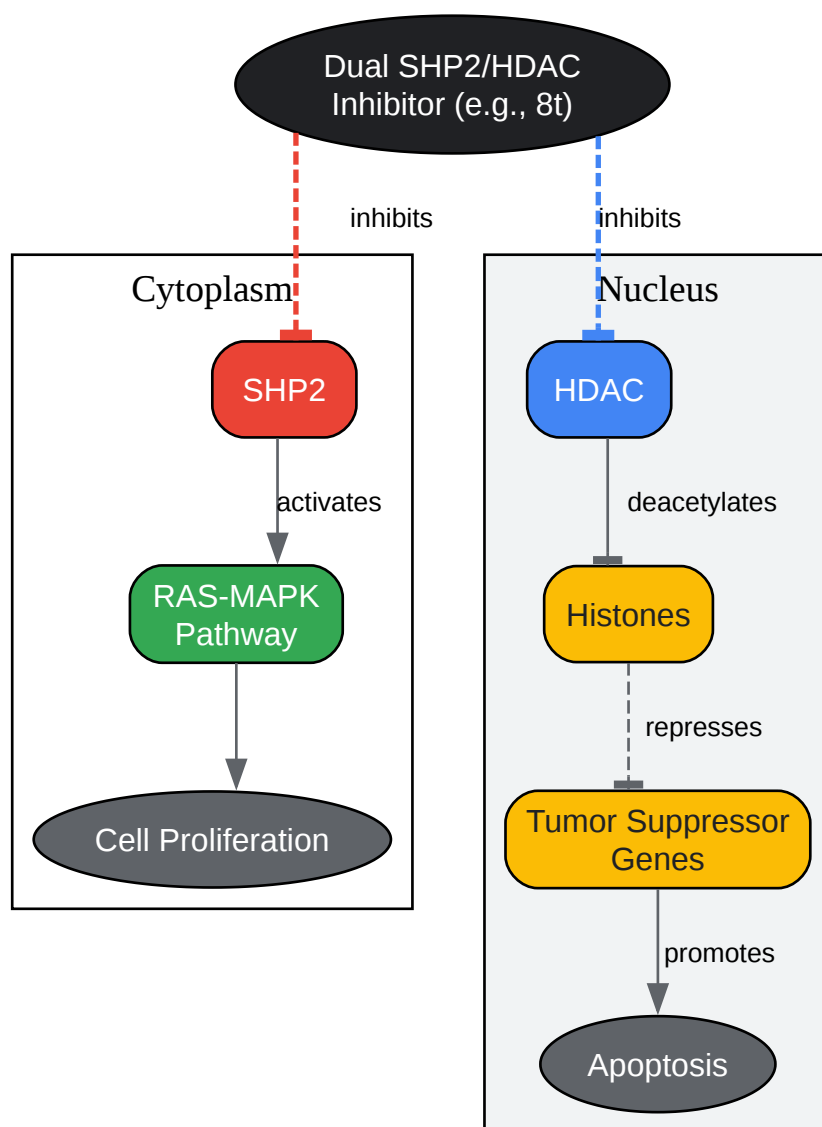 Dual SHP2/HDAC
Inhibitor (e.g., 8t)
inhibits
inhibits
Cytoplasm
Nucleus
SHP2
HDAC
activates
deacetylates
RAS-MAPK
Pathway
Histones
represses
Cell Proliferation
Tumor Suppressor
Genes
promotes
Apoptosis